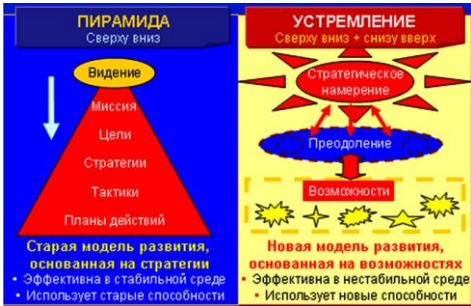 ПИРАМИДА
Сверху вниз
Видение
Миссия
Цели
Стратегии
Тактики
Планы действий
Старая модель развития,
основанная на стратегии
• Эффективна в стабильной среде
• Использует старые способности
УСТРЕМЛЕНИЕ
Сверху вниз + снизу вверх
Стратегическое
намерение
Преодоление
Возможности
Новая модель развития,
основанная на возможностях
• Эффективна в нестабильной среде
• Использует новые способности